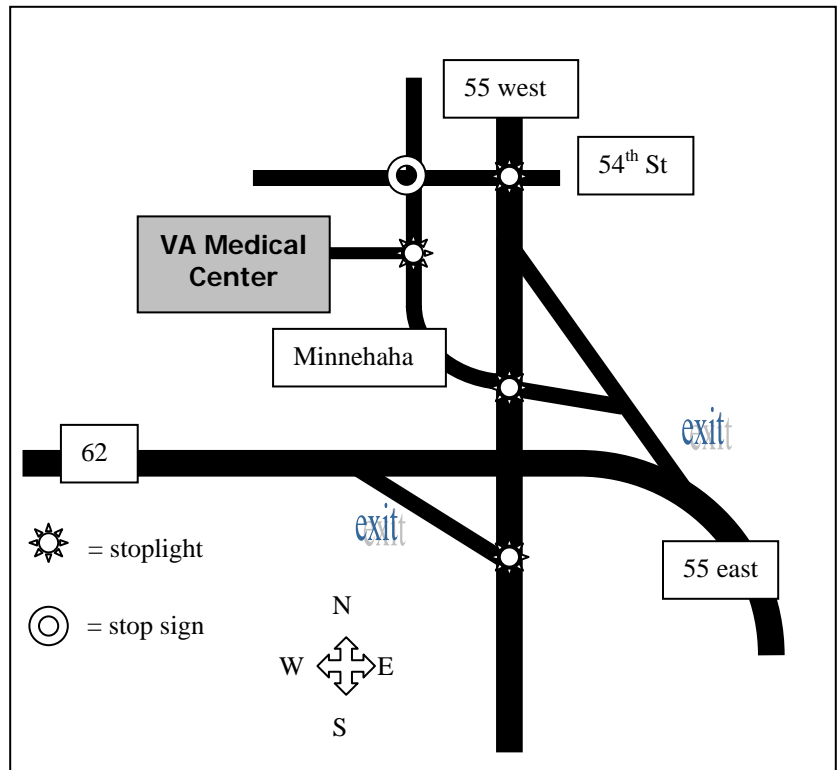 55 west
54th St
VA Medical
Center
Minnehaha
exit
62
exit
= stoplight
55 east
= stop sign
N
W
E
S